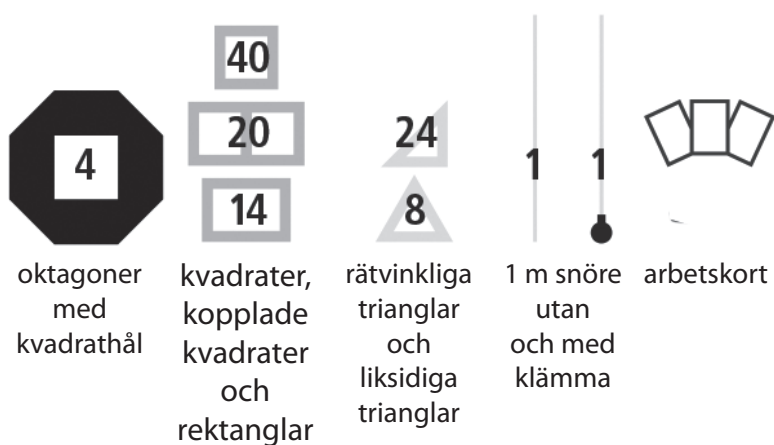 4
40
20
14
24
8
1
1
oktagoner
med
kvadrathål
kvadrater,
kopplade
kvadrater
och
rektanglar
rätvinkliga
trianglar
och
liksidiga
trianglar
1 m snöre
utan
och med
klämma
arbetskort